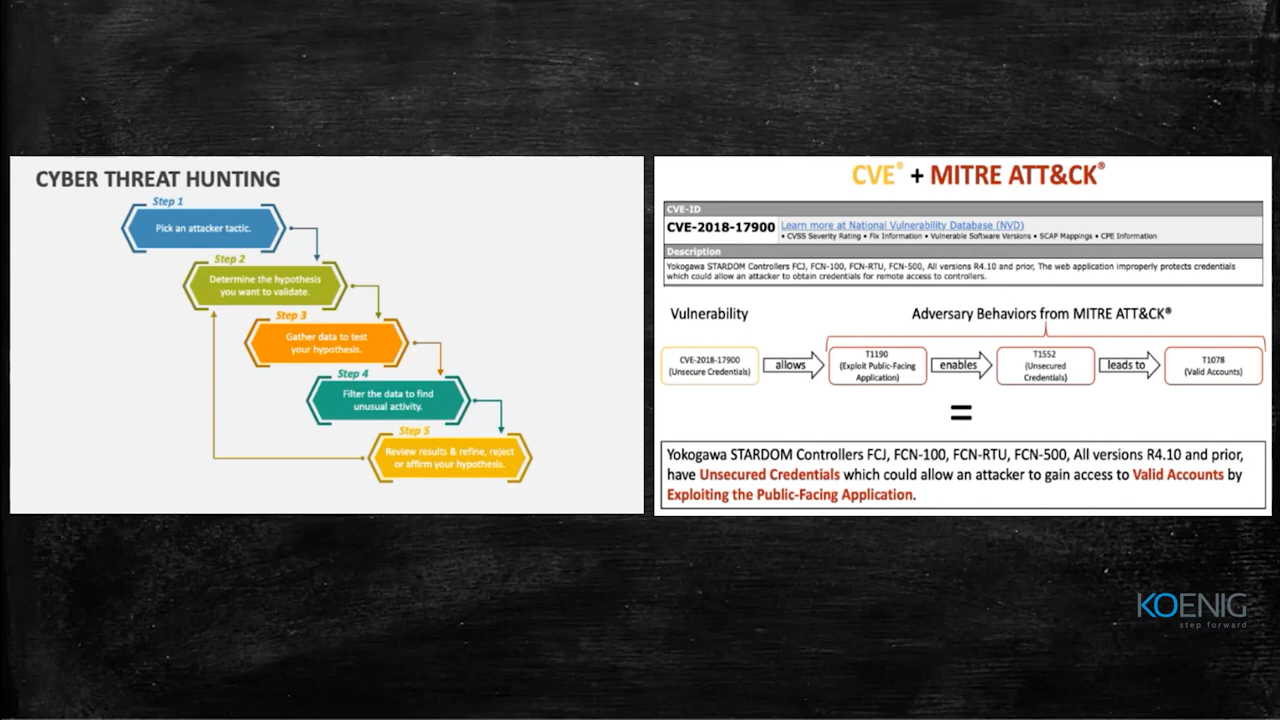 CYBER THREAT HUNTING
Step 1
Pick an attacker tactic.
Step 2
Determine the hypothesis
you want to validate.
Step 3
Gather data to test
your hypothesis.
Step 4
Filter the data to find
unusual activity.
Step 5
Review results & refine, reject
or affirm your hypothesis.
CVE® + MITRE ATT&CK®
CVE-ID
CVE-2018-17900 Learn more at National Vulnerability Database (NVD)
• CVSS Severity Rating • Fix Information • Vulnerable Software Versions • SCAP Mappings • CPE Information
Description
Yokogawa STARDOM Controllers FCJ, FCN-100, FCN-RTU, FCN-500, All versions R4.10 and prior, The web application improperly protects credentials
which could allow an attacker to obtain credentials for remote access to controllers.
Vulnerability
Adversary Behaviors from MITRE ATT&CK®
CVE-2018-17900
(Unsecure Credentials)
allows
T1190
(Exploit Public-Facing
Application)
enables
T1552
(Unsecured
Credentials)
leads to
T1078
(Valid Accounts)
=
Yokogawa STARDOM Controllers FCJ, FCN-100, FCN-RTU, FCN-500, All versions R4.10 and prior,
have Unsecured Credentials which could allow an attacker to gain access to Valid Accounts by
Exploiting the Public-Facing Application.
KOENIG
step forward